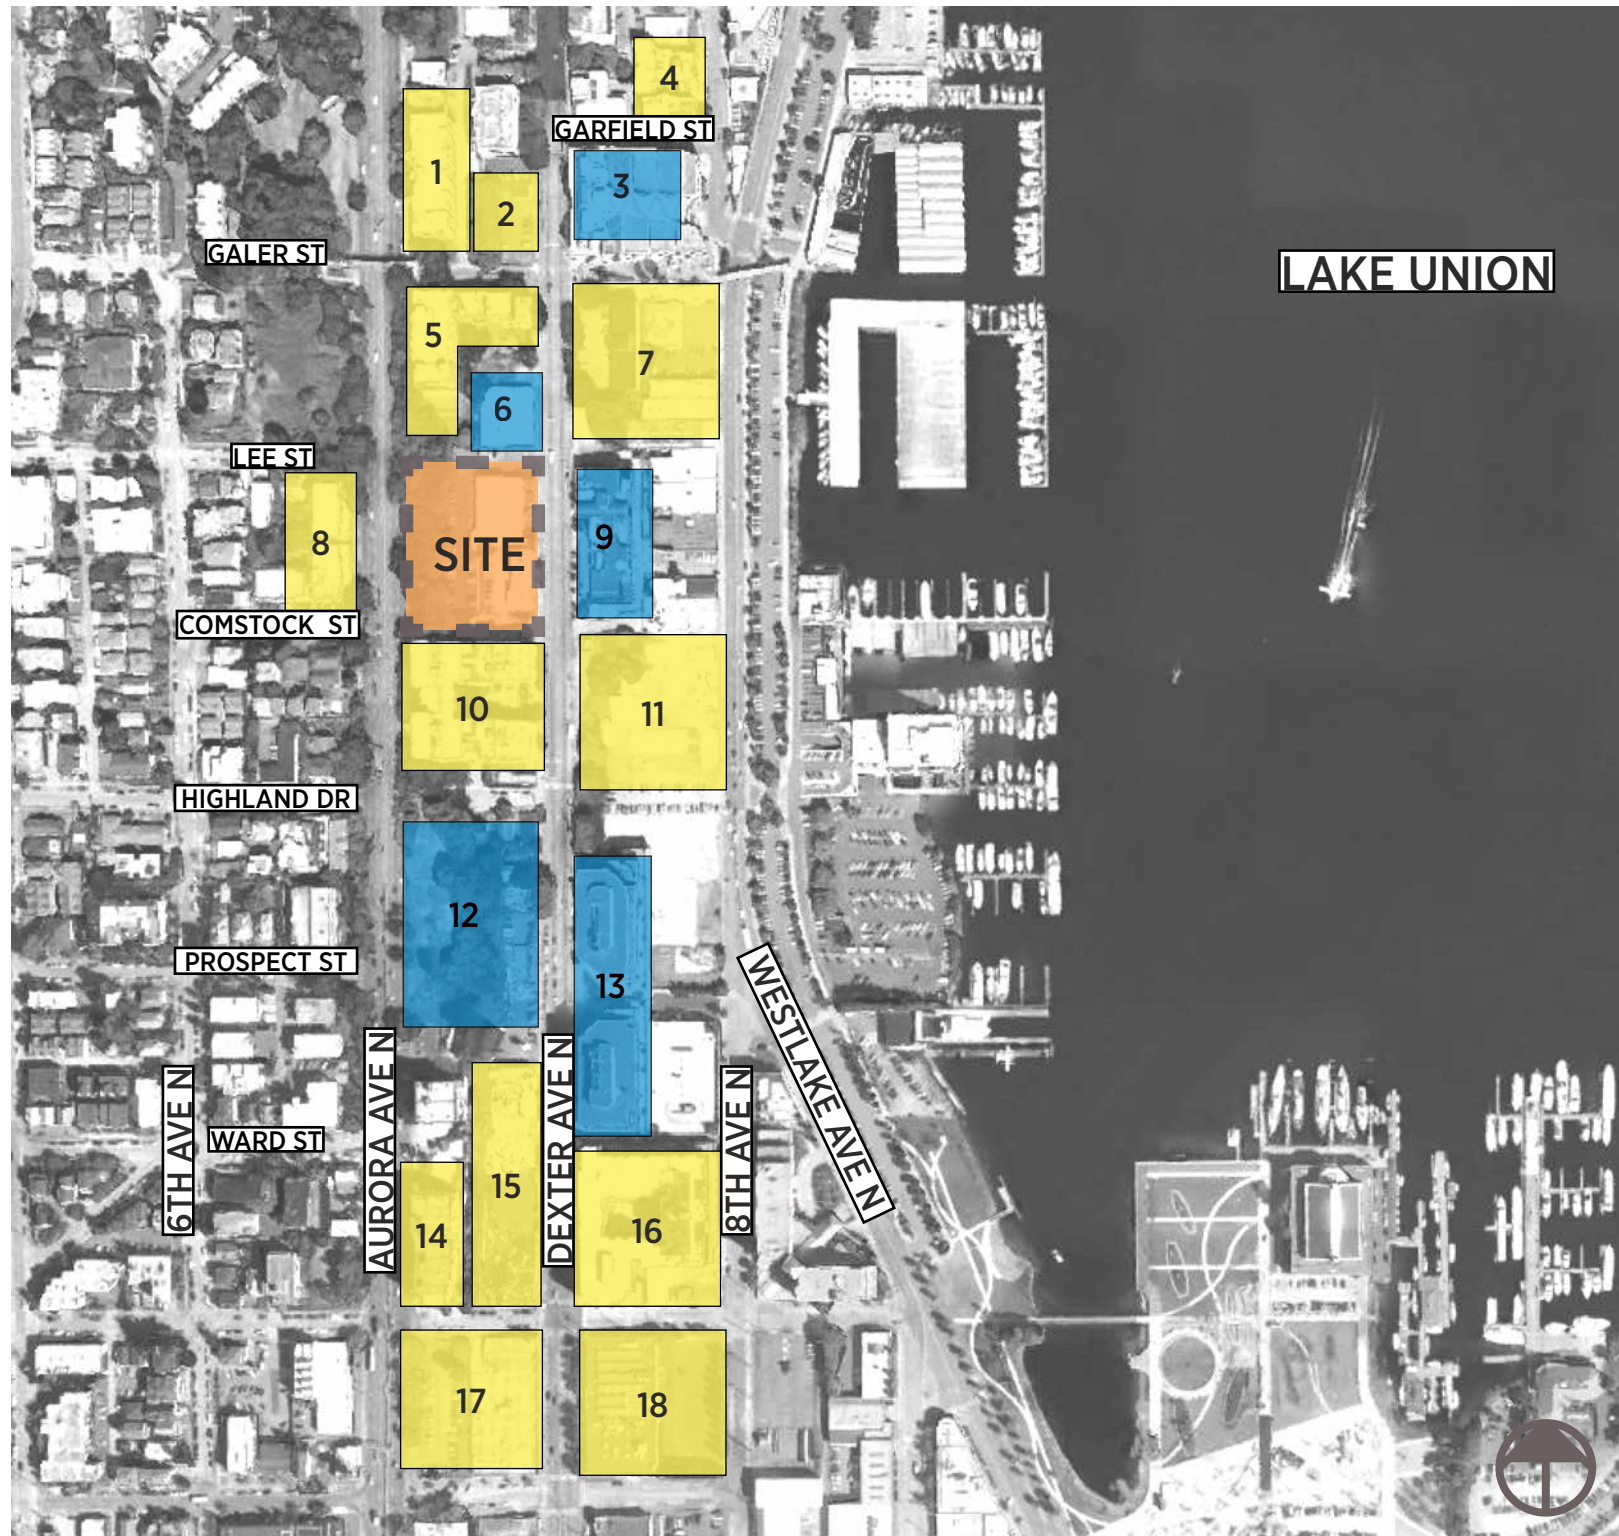 4
GARFIELD ST
1
3
2
GALER ST
LAKE UNION
5
7
6
LEE ST
8
SITE
9
COMSTOCK  ST
10
11
HIGHLAND DR
12
PROSPECT ST
13
WESTLAKE AVE N
6TH AVE N
AURORA AVE N
DEXTER AVE N
8TH AVE N
WARD ST
15
14
16
17
18